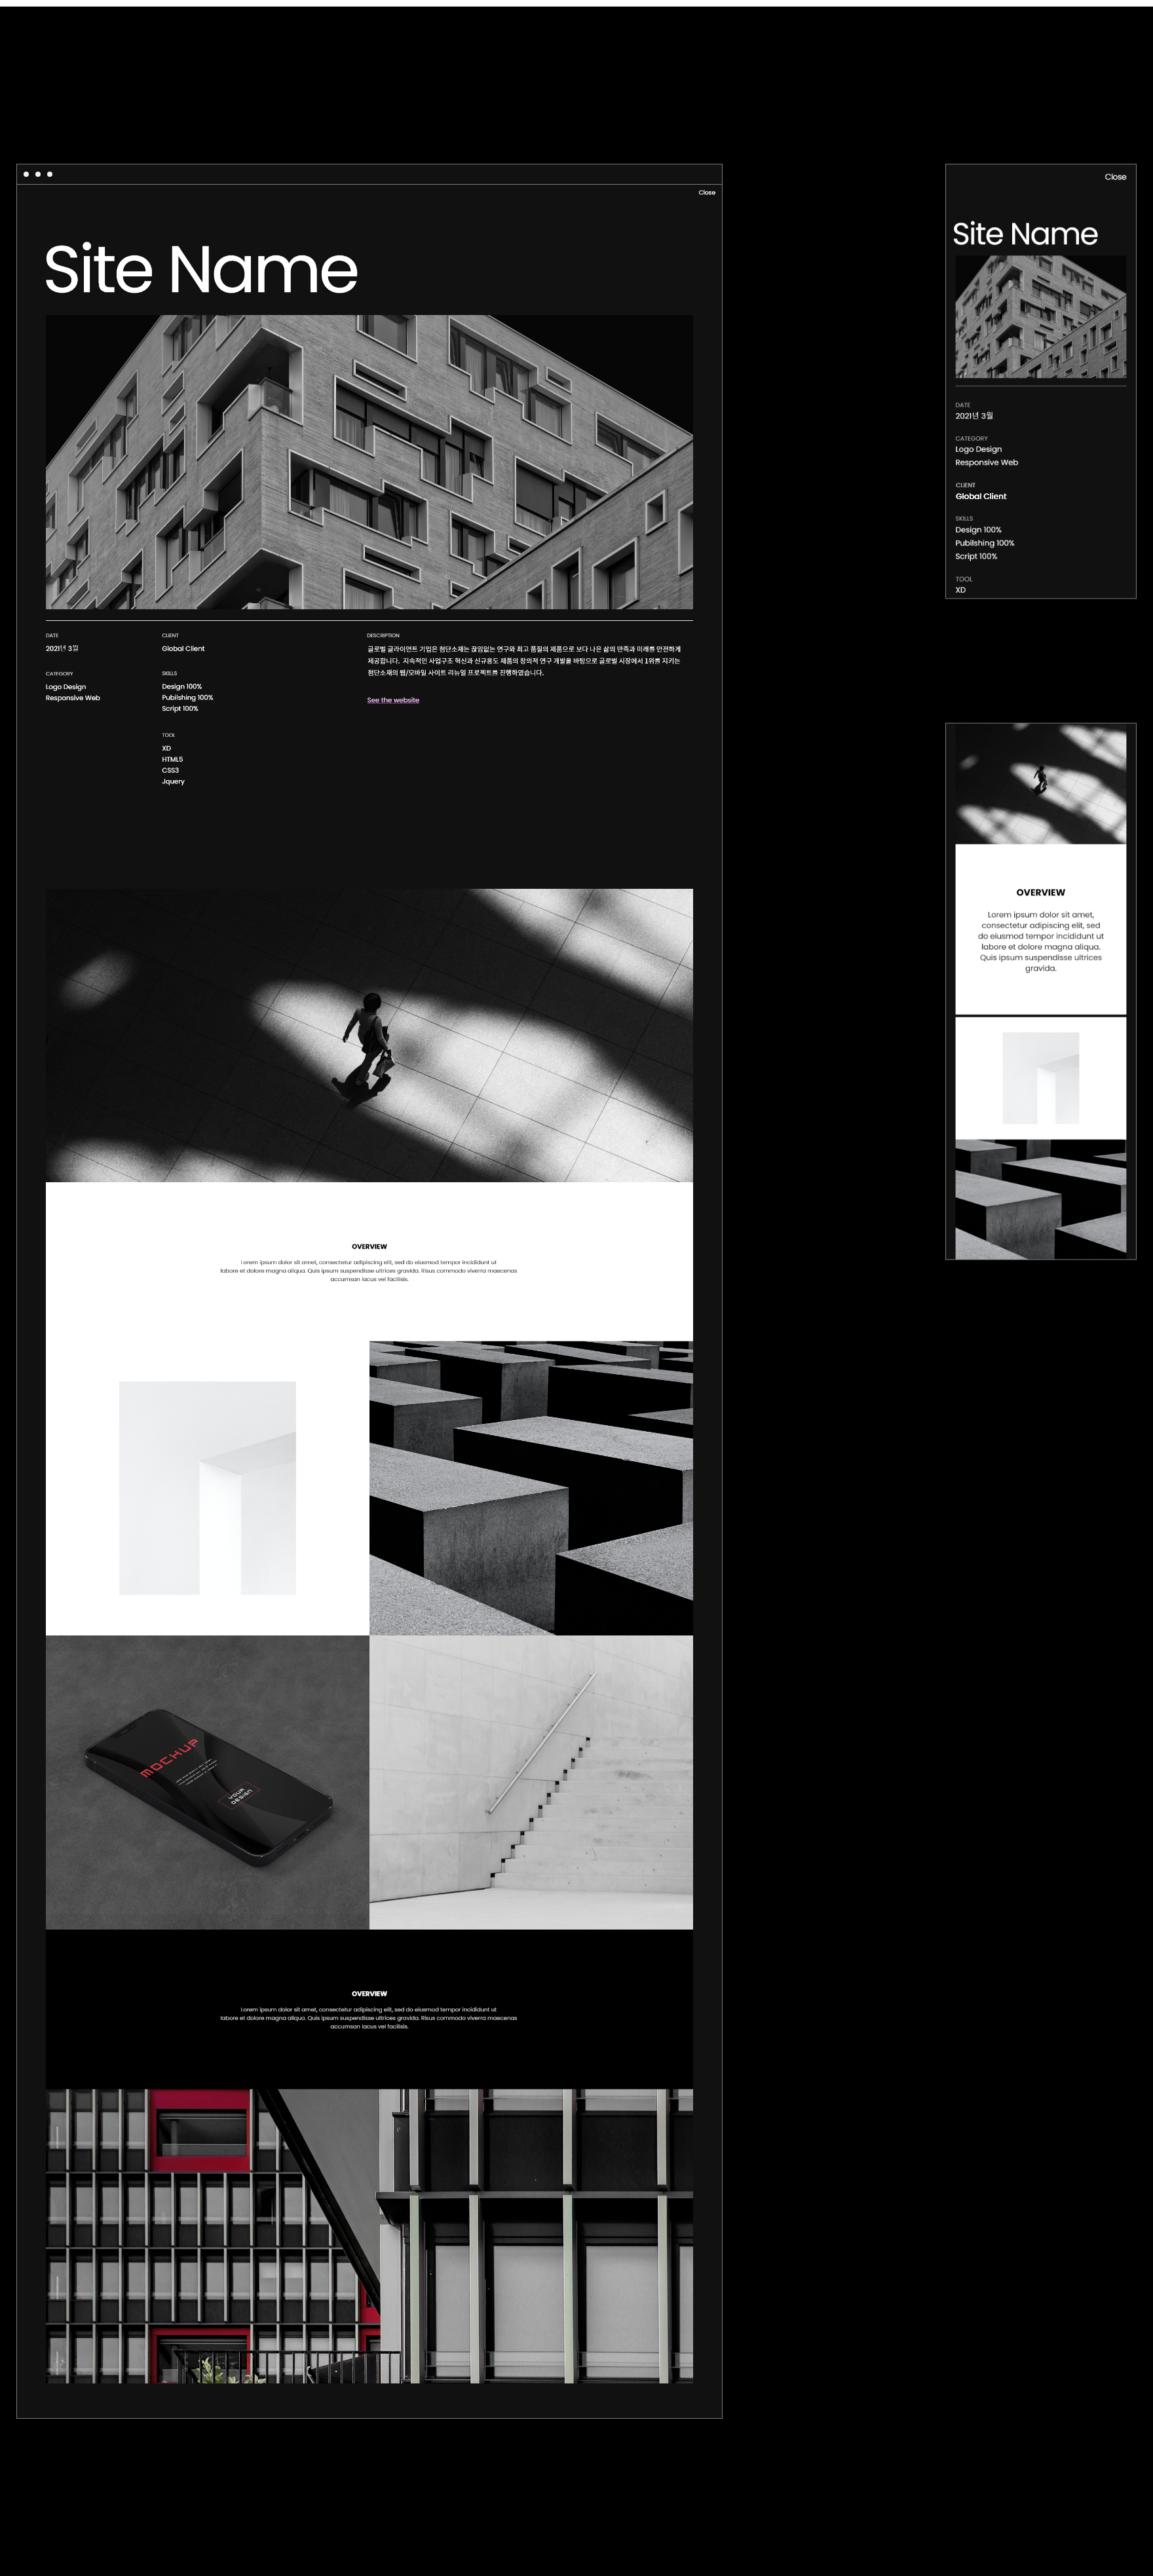 Close
Site Name
DATE
2021년 3월
CATEGORY
Logo Design
Responsive Web
CLIENT
Global Client
SKILLS
Design 100%
Publishing 100%
Script 100%
TOOL
XD
HTML5
CSS3
Jquery
DESCRIPTION
글로벌 글라이언트 기업은 첨단소재는 끊임없는 연구와 최고 품질의 제품으로 보다 나은 삶의 만족과 미래를 안전하게
제공합니다. 지속적인 사업구조 혁신과 신규용도 제품의 창의적 연구 개발을 바탕으로 글로벌 시장에서 1위를 지키는
첨단소재의 웹/모바일 사이트 리뉴얼 프로젝트를 진행하였습니다.
See the website
OVERVIEW
Lorem ipsum dolor sit amet, consectetur adipiscing elit, sed do eiusmod tempor incididunt ut
labore et dolore magna aliqua. Quis ipsum suspendisse ultrices gravida. Risus commodo viverra maecenas
accumsan lacus vel facilisis.
MOCKUP
YOUR
DESIGN
OVERVIEW
Lorem ipsum dolor sit amet, consectetur adipiscing elit, sed do eiusmod tempor incididunt ut
labore et dolore magna aliqua. Quis ipsum suspendisse ultrices gravida. Risus commodo viverra maecenas
accumsan lacus vel facilisis.
Close
Site Name
DATE
2021년 3월
CATEGORY
Logo Design
Responsive Web
CLIENT
Global Client
SKILLS
Design 100%
Publishing 100%
Script 100%
TOOL
XD
OVERVIEW
Lorem ipsum dolor sit amet,
consectetur adipiscing elit, sed
do eiusmod tempor incididunt ut
labore et dolore magna aliqua.
Quis ipsum suspendisse ultrices
gravida.